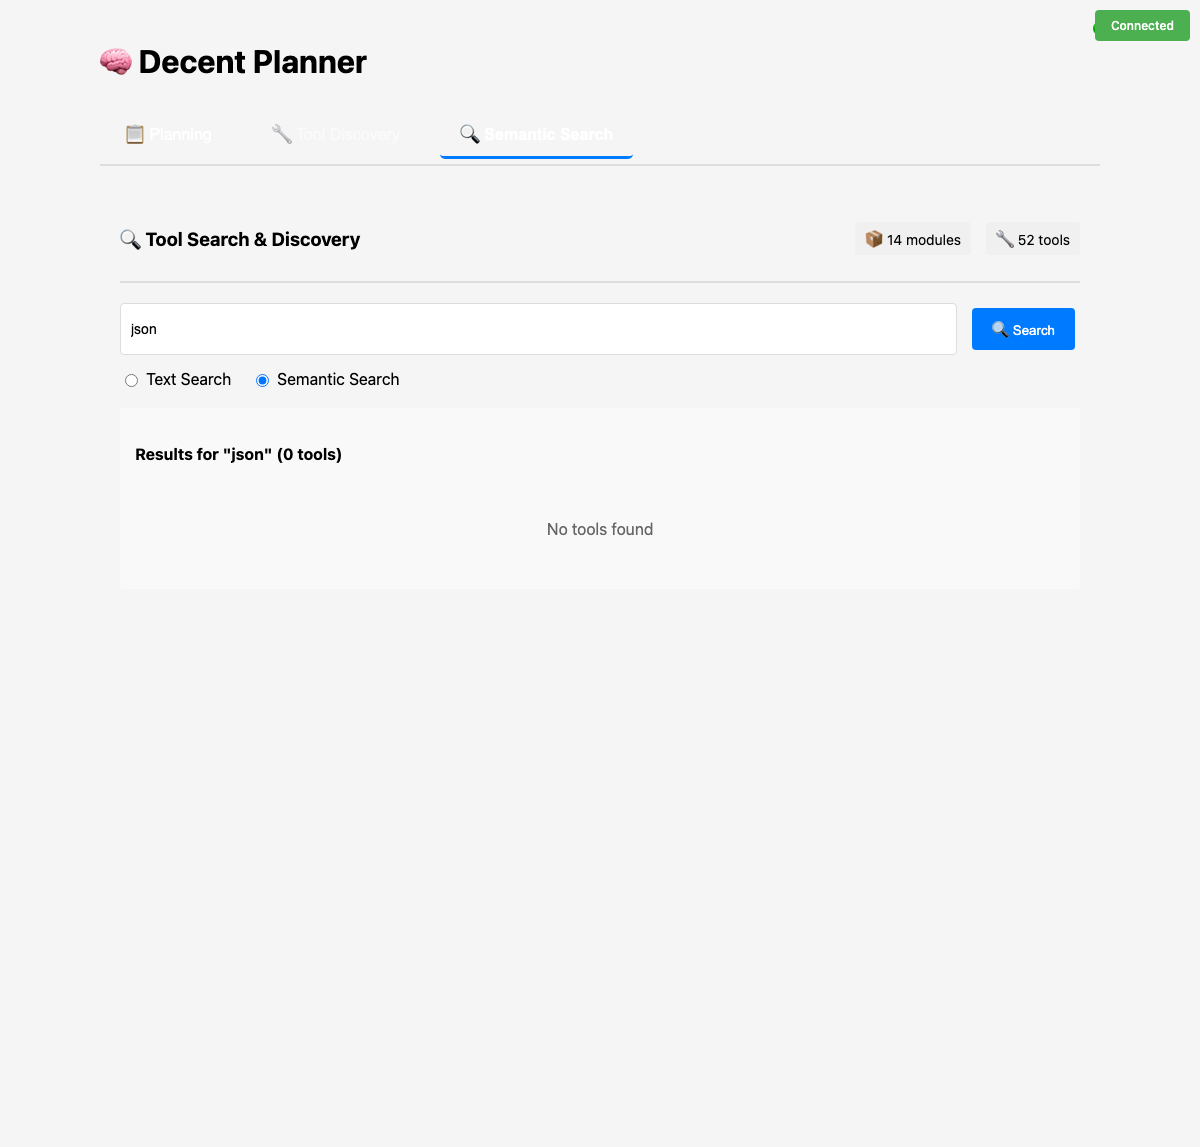 Connected
🧠 Decent Planner
📋 Planning 🔧 Tool Discovery 🔍 Semantic Search
🔍 Tool Search & Discovery 📦 14 modules 🔧 52 tools
json 🔍 Search
Text Search Semantic Search
Results for "json" (0 tools)
No tools found